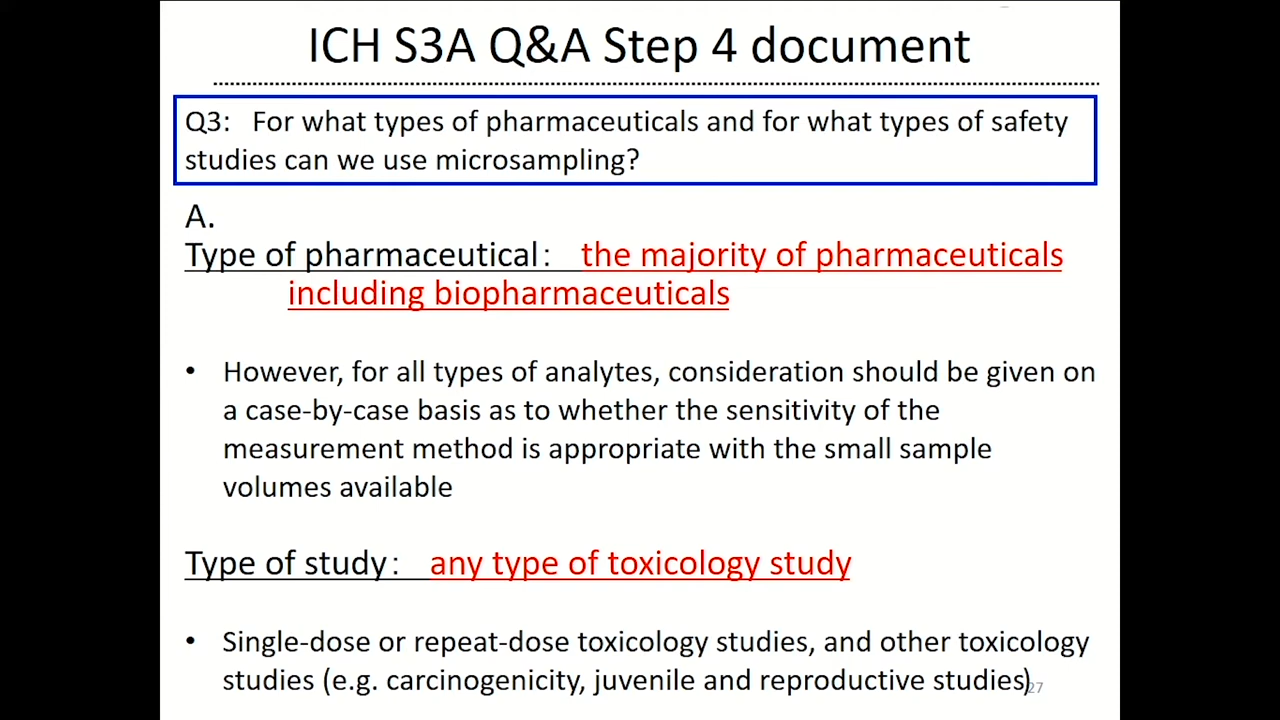 ICH S3A Q&A Step 4 document
Q3: For what types of pharmaceuticals and for what types of safety
studies can we use microsampling?
A.
Type of pharmaceutical: the majority of pharmaceuticals
including biopharmaceuticals
• However, for all types of analytes, consideration should be given on
a case-by-case basis as to whether the sensitivity of the
measurement method is appropriate with the small sample
volumes available
Type of study: any type of toxicology study
• Single-dose or repeat-dose toxicology studies, and other toxicology
studies (e.g. carcinogenicity, juvenile and reproductive studies)
27